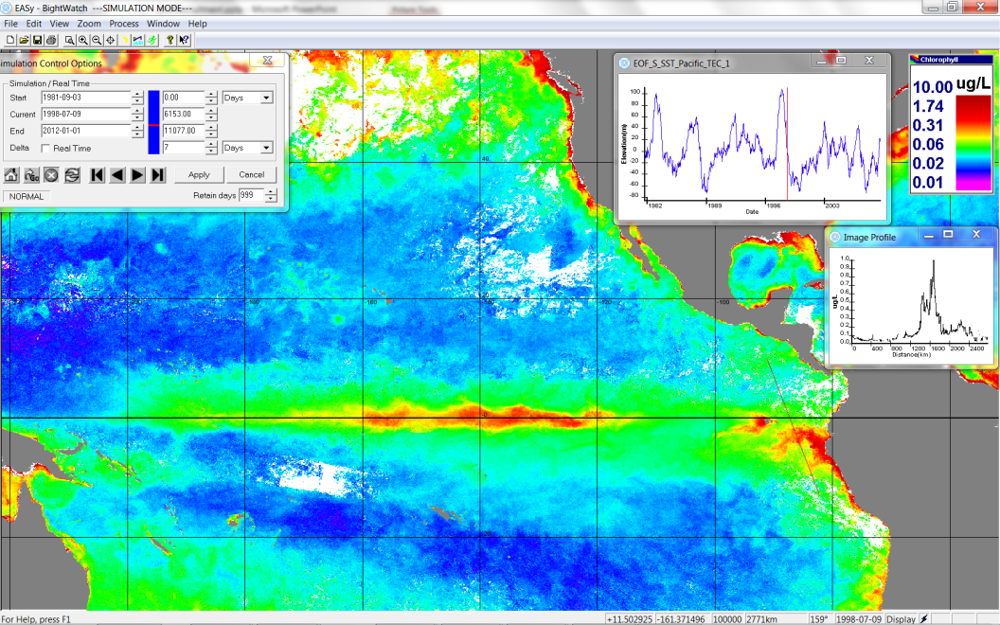 EASy - BightWatch ---SIMULATION MODE---
File Edit View Zoom Process Window Help
imulation Control Options
Simulation / Real Time
Start 1981-09-03 0.00 Days
Current 1998-07-09 6153.00
End 2012-01-01 11077.00
Delta Real Time 7 Days
Go
Apply Cancel
NORMAL Retain days 999
EOF_S_SST_Pacific_TEC_1
Elevation(m)
100
80
60
40
20
0
-20
-40
-60
-80
1982 1989 1996 2003
Date
Chlorophyll
10.00 ug/L
1.74
0.31
0.06
0.02
0.01
Image Profile
ug/L
1.0
0.9
0.8
0.7
0.6
0.5
0.4
0.3
0.2
0.1
0.0
0 400 800 1200 1600 2000 2400
Distance(km)
40
-120
-100
0
For Help, press F1
+11.502925 -161.371496 100000 2771km 159° 1998-07-09 Display